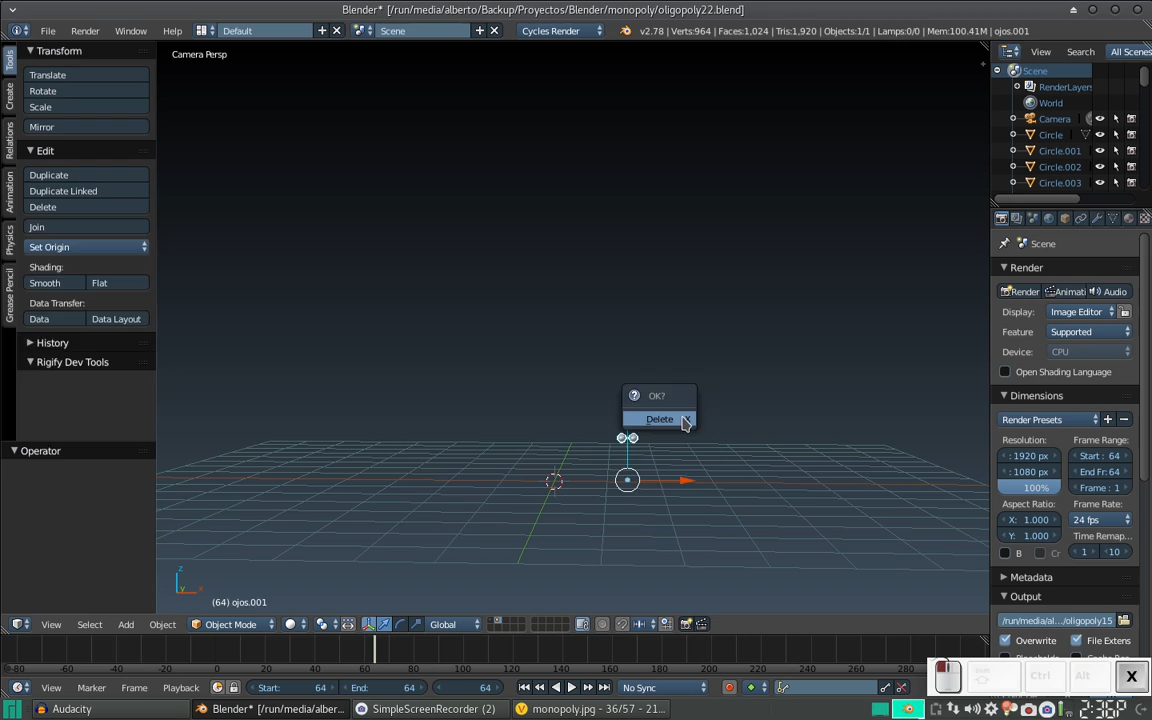 Blender* [/run/media/alberto/Backup/Proyectos/Blender/monopoly/oligopoly22.blend]
File Render Window Help Default Scene Cycles Render v2.78 | Verts:964 | Faces:1,024 | Tris:1,920 | Objects:1/1 | Lamps:0/0 | Mem:100.41M | ojos.001
Tools
Create
Relations
Animation
Physics
Grease Pencil
Transform
Translate
Rotate
Scale
Mirror
Edit
Duplicate
Duplicate Linked
Delete
Join
Set Origin
Shading:
Smooth Flat
Data Transfer:
Data Data Layout
History
Rigify Dev Tools
Operator
Camera Persp
OK?
Delete
z
y x
(64) ojos.001
View Search All Scenes
Scene
RenderLayers
World
Camera
Circle
Circle.001
Circle.002
Circle.003
Scene
Render
Render Animati Audio
Display: Image Editor
Feature Supported
Device: CPU
Open Shading Language
Dimensions
Render Presets
Resolution: Frame Range:
: 1920 px Start : 64
: 1080 px End Fr: 64
100% Frame : 1
Aspect Ratio: Frame Rate:
X: 1.000 24 fps
Y: 1.000 Time Remap...
B Cr 1 10
Metadata
Output
/run/media/al.../oligopoly15
Overwrite File Extens
View Select Add Object Object Mode Global
-80 -60 -40 -20 0 20 40 60 80 100 120 140 160 180 200 220 240 260 280
View Marker Frame Playback Start: 64 End: 64 64 No Sync
Ctrl Alt X
Audacity Blender* [/run/media/alber... SimpleScreenRecorder (2) monopoly.jpg - 36/57 - 21...